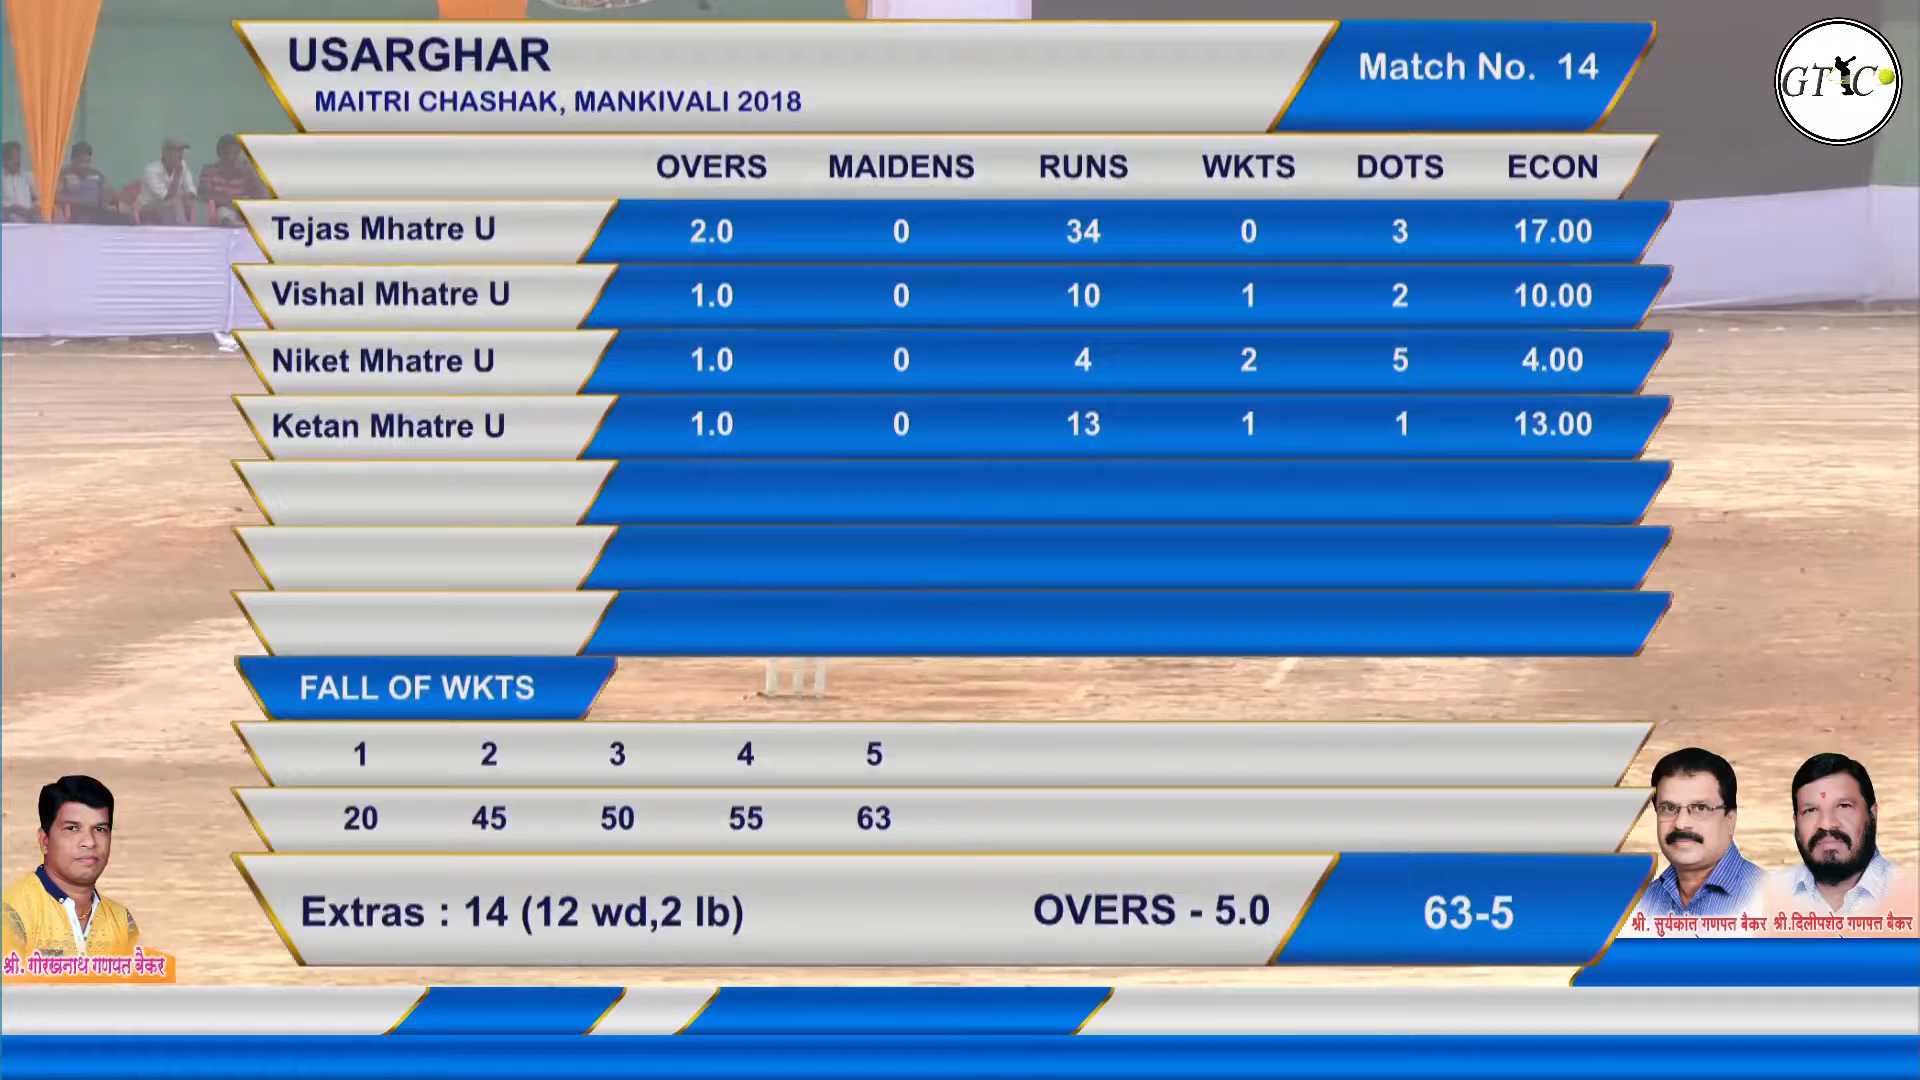 USARGHAR
MAITRI CHASHAK, MANKIVALI 2018
Match No. 14
GTCC
OVERS MAIDENS RUNS WKTS DOTS ECON
Tejas Mhatre U 2.0 0 34 0 3 17.00
Vishal Mhatre U 1.0 0 10 1 2 10.00
Niket Mhatre U 1.0 0 4 2 5 4.00
Ketan Mhatre U 1.0 0 13 1 1 13.00
FALL OF WKTS
1 2 3 4 5
20 45 50 55 63
Extras : 14 (12 wd,2 lb) OVERS - 5.0 63-5
श्री. गोरखनाथ गणपत बैकर
श्री. सुर्यकांत गणपत बैकर श्री.दिलीपशेठ गणपत बैकर